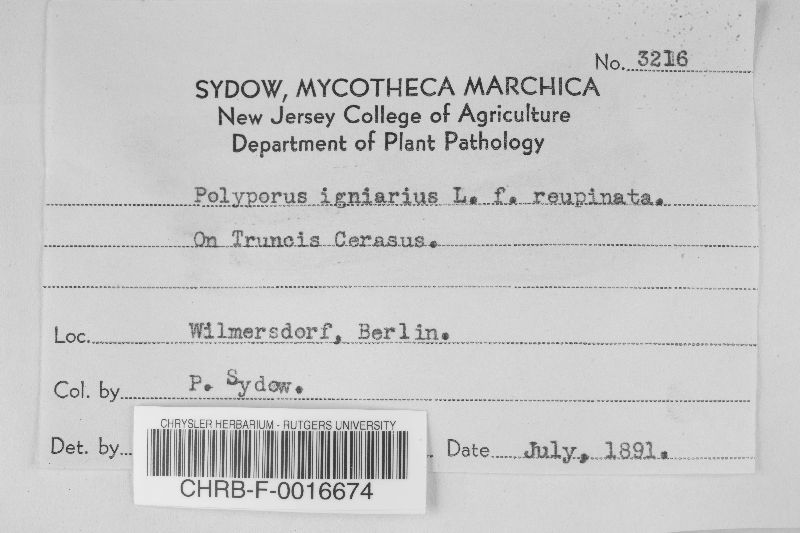 No. 3216
SYDOW, MYCOTHECA MARCHICA
New Jersey College of Agriculture
Department of Plant Pathology
Polyporus igniarius L. f. reupinata.
On Truncis Cerasus.
Loc. Wilmersdorf, Berlin.
Col. by P. Sydow.
Det. by Date July, 1891.
CHRYSLER HERBARIUM - RUTGERS UNIVERSITY
CHRB-F-0016674